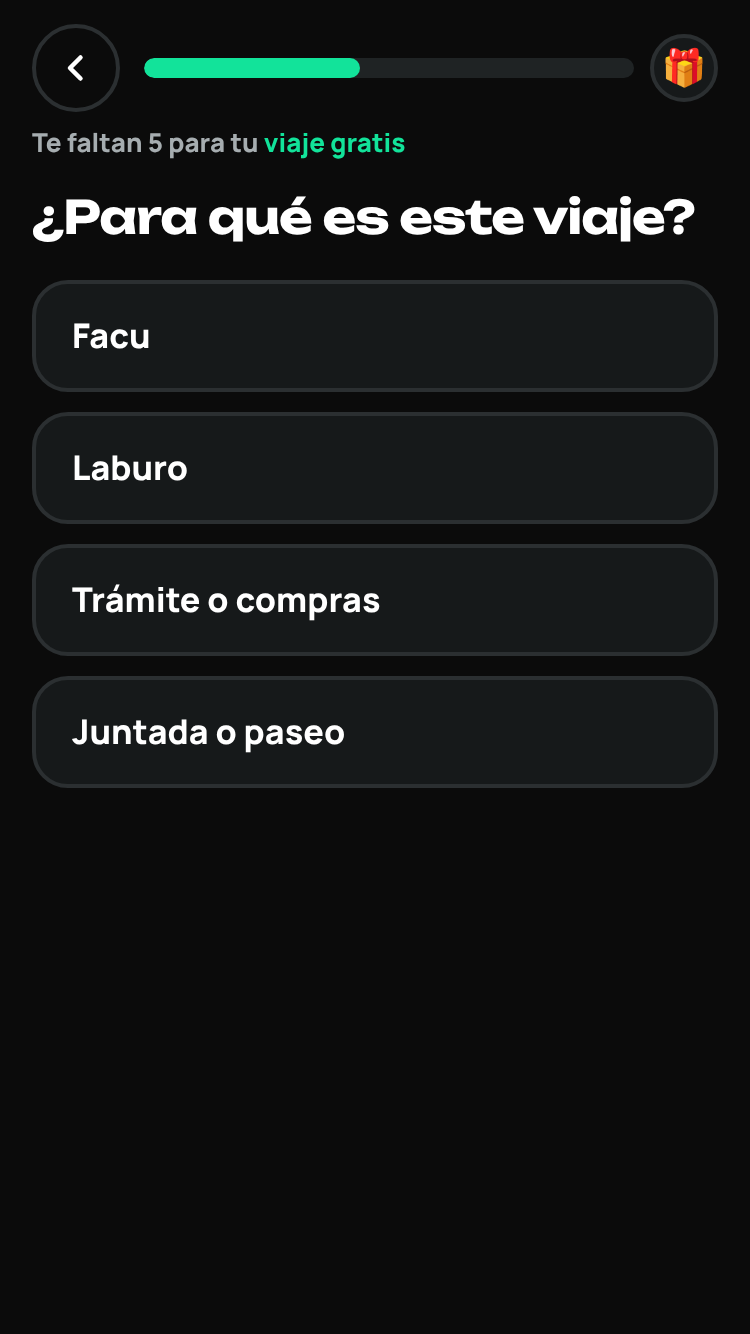 Te faltan 5 para tu viaje gratis
¿Para qué es este viaje?
Facu
Laburo
Trámite o compras
Juntada o paseo